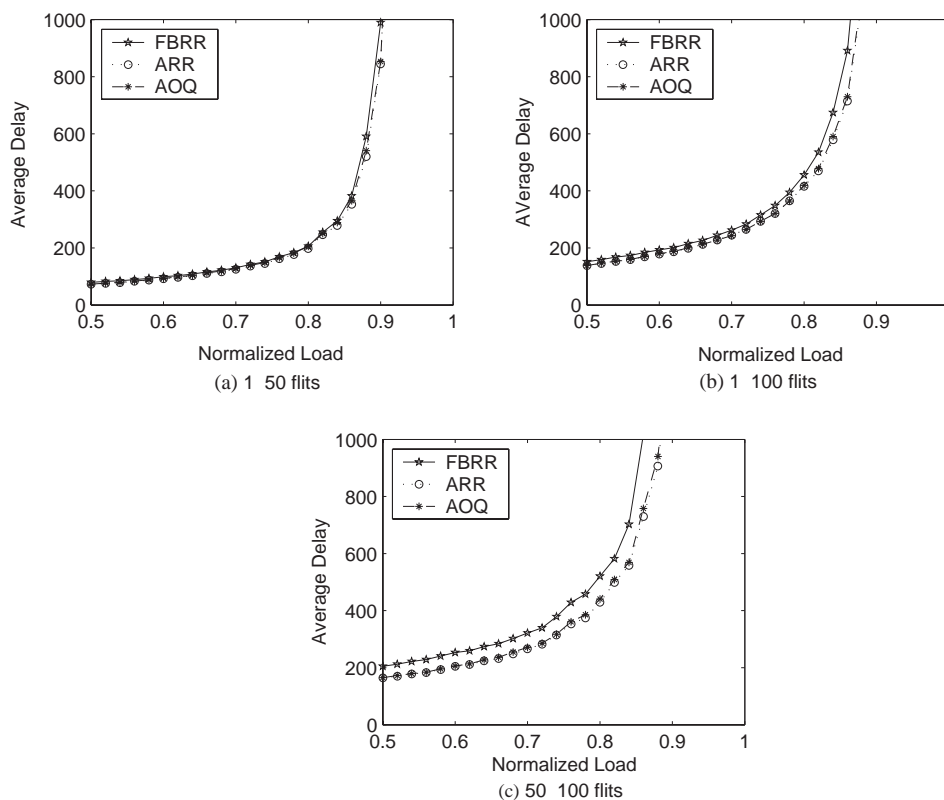 1000
800
600
400
200
0
Average Delay
FBRR
ARR
AOQ
0.5 0.6 0.7 0.8 0.9 1
Normalized Load
(a) 1 50 flits
1000
800
600
400
200
0
AVerage Delay
FBRR
ARR
AOQ
0.5 0.6 0.7 0.8 0.9
Normalized Load
(b) 1 100 flits
1000
800
600
400
200
0
Average Delay
FBRR
ARR
AOQ
0.5 0.6 0.7 0.8 0.9 1
Normalized Load
(c) 50 100 flits